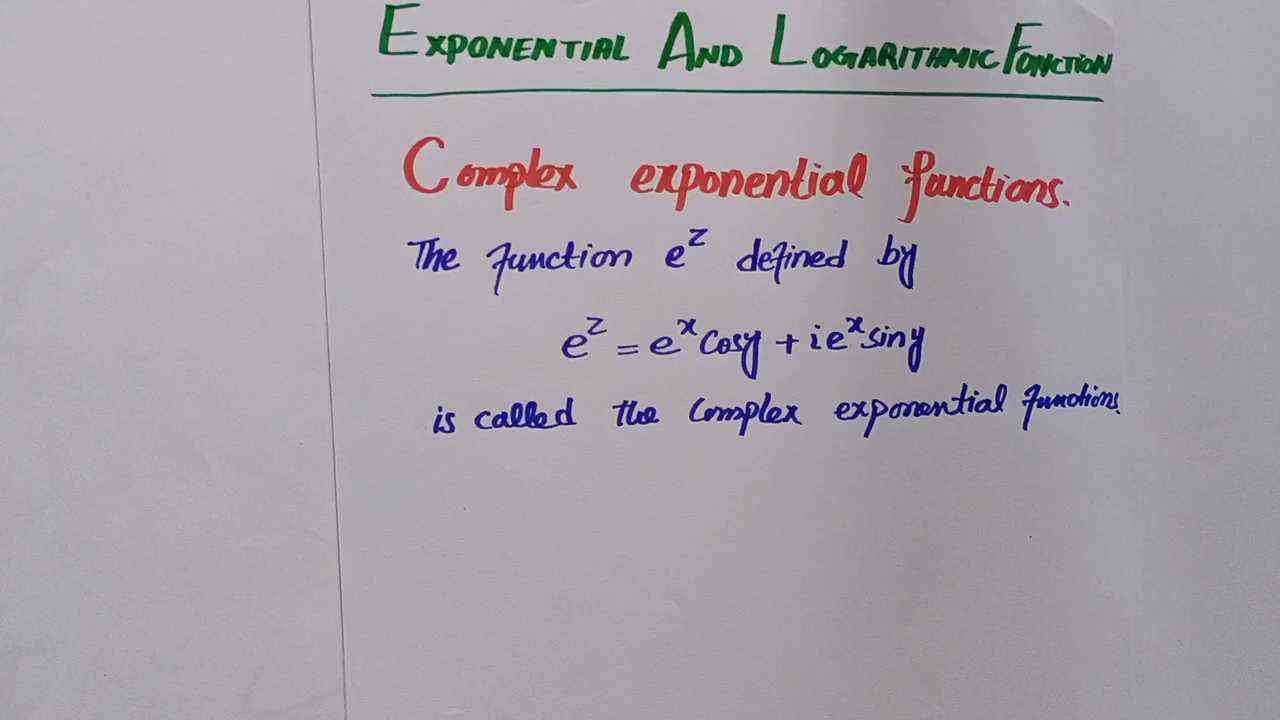 EXPONENTIAL AND LOGARITHMIC FUNCTION
Complex exponential functions.
The function e^z defined by
e^z = e^x Cosy + i e^x siny
is called the Complex exponential functions.